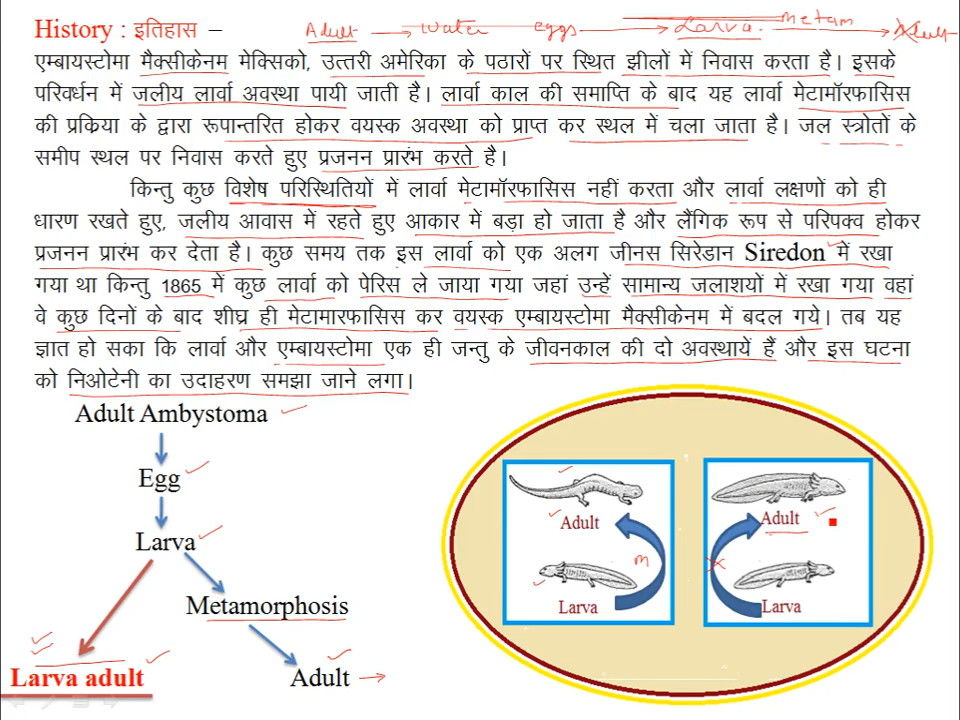 History : इतिहास –
Adult → water eggs → Larva. metam → Adult
एम्बायस्टोमा मैक्सीकेनम मेक्सिको, उत्तरी अमेरिका के पठारों पर स्थित झीलों में निवास करता है। इसके
परिवर्धन में जलीय लार्वा अवस्था पायी जाती है। लार्वा काल की समाप्ति के बाद यह लार्वा मेटामॉरफासिस
की प्रक्रिया के द्वारा रूपान्तरित होकर वयस्क अवस्था को प्राप्त कर स्थल में चला जाता है। जल स्त्रोतों के
समीप स्थल पर निवास करते हुए प्रजनन प्रारंभ करते है।
किन्तु कुछ विशेष परिस्थितियों में लार्वा मेटामॉरफासिस नहीं करता और लार्वा लक्षणों को ही
धारण रखते हुए, जलीय आवास में रहते हुए आकार में बड़ा हो जाता है और लैंगिक रूप से परिपक्व होकर
प्रजनन प्रारंभ कर देता है। कुछ समय तक इस लार्वा को एक अलग जीनस सिरेडान Siredon में रखा
गया था किन्तु 1865 में कुछ लार्वा को पेरिस ले जाया गया जहां उन्हें सामान्य जलाशयों में रखा गया वहां
वे कुछ दिनों के बाद शीघ्र ही मेटामारफासिस कर वयस्क एम्बायस्टोमा मैक्सीकेनम में बदल गये। तब यह
ज्ञात हो सका कि लार्वा और एम्बायस्टोमा एक ही जन्तु के जीवनकाल की दो अवस्थायें हैं और इस घटना
को निओटेनी का उदाहरण समझा जाने लगा।
Adult Ambystoma
Egg
Larva
Metamorphosis
Larva adult
Adult
Adult
m
Larva
Adult
Larva